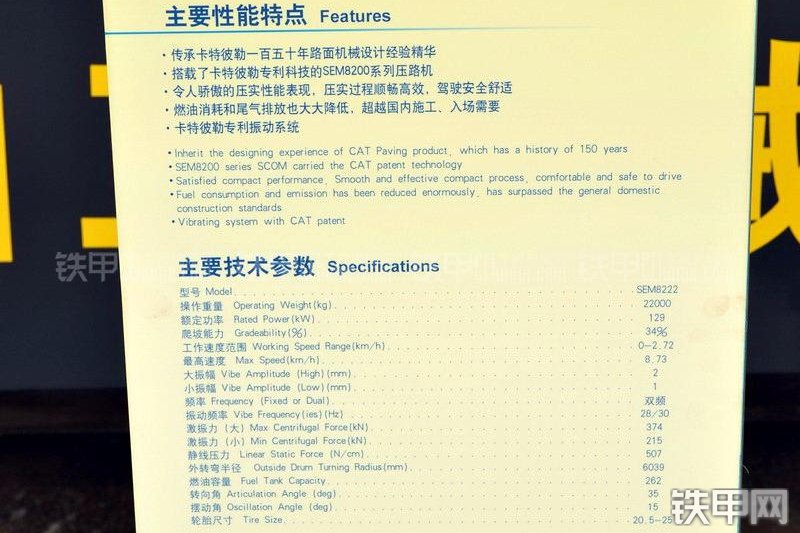 主要性能特点 Features
· 传承卡特彼勒一百五十年路面机械设计经验精华
· 搭载了卡特彼勒专利科技的SEM8200系列压路机
· 令人骄傲的压实性能表现，压实过程顺畅高效，驾驶安全舒适
· 燃油消耗和尾气排放也大大降低，超越国内施工、入场需要
· 卡特彼勒专利振动系统
• Inherit the designing experience of CAT Paving product, which has a history of 150 years
• SEM8200 series SCOM carried the CAT patent technology
• Satisfied compact performance, Smooth and effective compact process, comfortable and safe to drive
• Fuel consumption and emission has been reduced enormously, has surpassed the general domestic
construction standards
• Vibrating system with CAT patent
铁甲
主要技术参数 Specifications
型号 Model SEM8222
操作重量 Operating Weight(kg) 22000
额定功率 Rated Power(kW) 129
爬坡能力 Gradeability(%) 34%
工作速度范围 Working Speed Range(km/h) 0-2.72
最高速度 Max Speed(km/h) 8.73
大振幅 Vibe Amplitude (High)(mm) 2
小振幅 Vibe Amplitude (Low)(mm) 1
频率 Frequency (Fixed or Dual) 双频
振动频率 Vibe Frequency(ies)(Hz) 28/30
激振力（大）Max Centrifugal Force(kN) 374
激振力（小）Min Centrifugal Force(kN) 215
静线压力 Linear Static Force (N/cm) 507
外转弯半径 Outside Drum Turning Radius(mm) 6039
燃油容量 Fuel Tank Capacity 262
转向角 Articulation Angle (deg) 35
摆动角 Oscillation Angle (deg) 15
轮胎尺寸 Tire Size 20.5-25
铁甲网